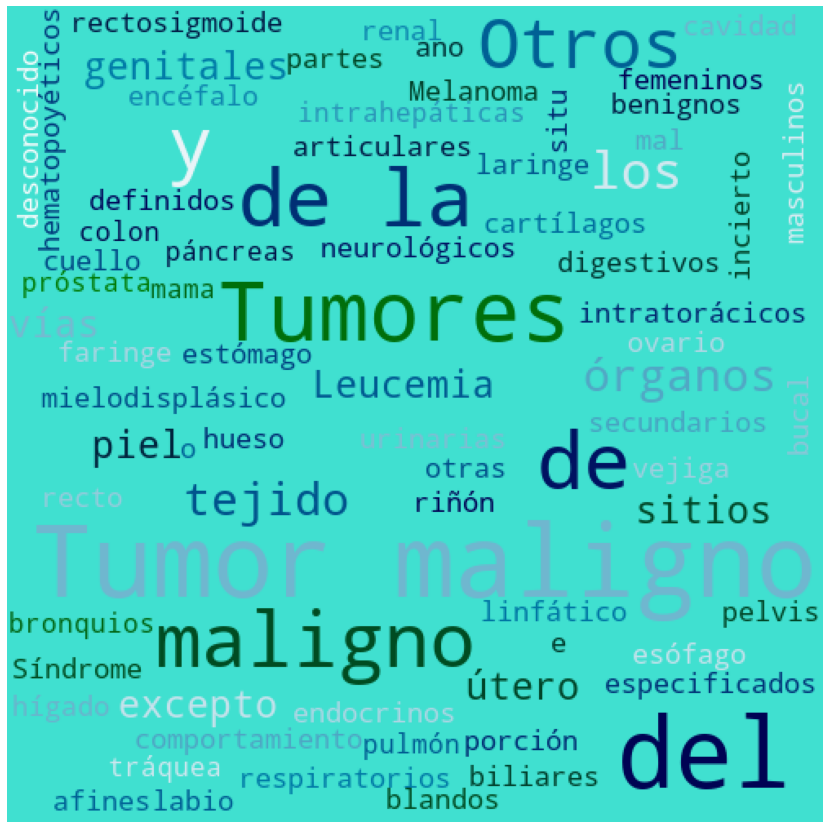 rectosigmoide
renal
cavidad
ano
Otros
genitales
partes
femeninos
encéfalo
Melanoma
benignos
desconocido
hematopoyéticos
intrahepáticas
situ
masculinos
y
articulares
mal
laringe
los
de la
definidos
incierto
colon
cartílagos
cuello
páncreas
neurológicos
digestivos
próstata
mama
Tumores
intratorácicos
vías
faringe
estómago
ovario
Leucemia
órganos
mielodisplásico
bucal
secundarios
piel
o
hueso
urinarias
de
otras
vejiga
recto
tejido
riñón
sitios
Tumor maligno
bronquios
maligno
linfático
pelvis
e
Síndrome
esófago
útero
especificados
hígado
excepto
endocrinos
del
comportamiento
pulmón
porción
tráquea
respiratorios
biliares
afines
labio
blandos